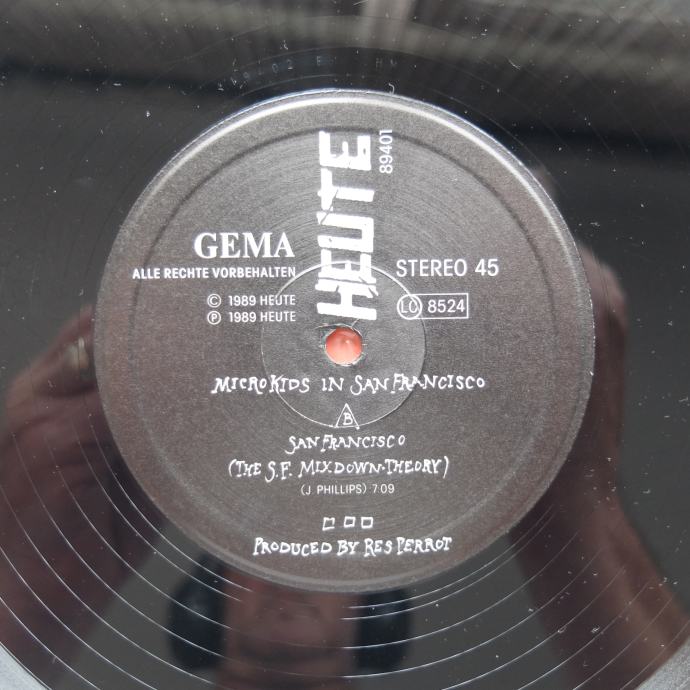 HEUTE
89401
GEMA
ALLE RECHTE VORBEHALTEN
© 1989 HEUTE
℗ 1989 HEUTE
STEREO 45
LC 8524
MICROKIDS IN SAN FRANCISCO
B
SAN FRANCISCO
(THE S.F. MIXDOWN-THEORY)
(J PHILLIPS) 7 09
PRODUCED BY RES PERROT